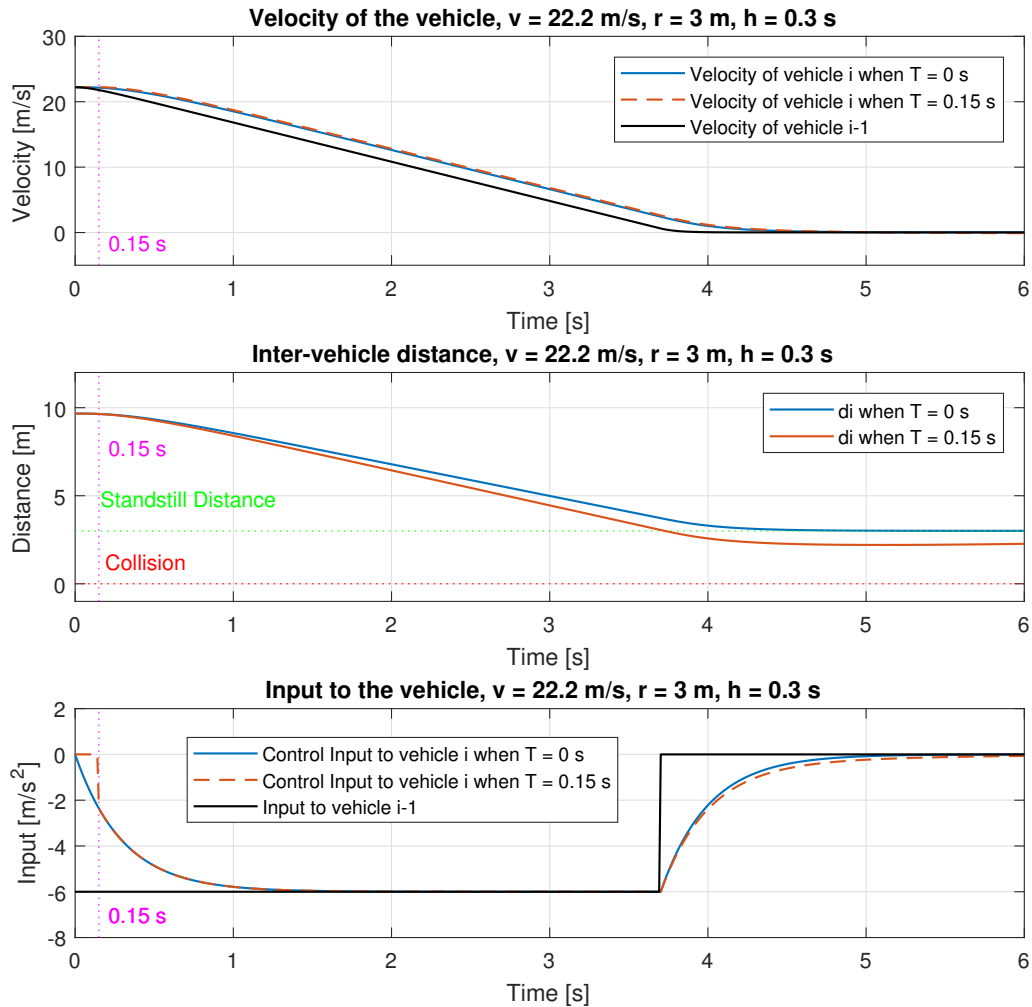 Velocity of the vehicle, v = 22.2 m/s, r = 3 m, h = 0.3 s
Velocity [m/s]
30
20
10
0
Velocity of vehicle i when T = 0 s
Velocity of vehicle i when T = 0.15 s
Velocity of vehicle i-1
0.15 s
0 1 2 3 4 5 6
Time [s]
Inter-vehicle distance, v = 22.2 m/s, r = 3 m, h = 0.3 s
Distance [m]
10
5
0
di when T = 0 s
di when T = 0.15 s
0.15 s
Standstill Distance
Collision
0 1 2 3 4 5 6
Time [s]
Input to the vehicle, v = 22.2 m/s, r = 3 m, h = 0.3 s
Input [m/s²]
2
0
-2
-4
-6
-8
Control Input to vehicle i when T = 0 s
Control Input to vehicle i when T = 0.15 s
Input to vehicle i-1
0.15 s
0 1 2 3 4 5 6
Time [s]